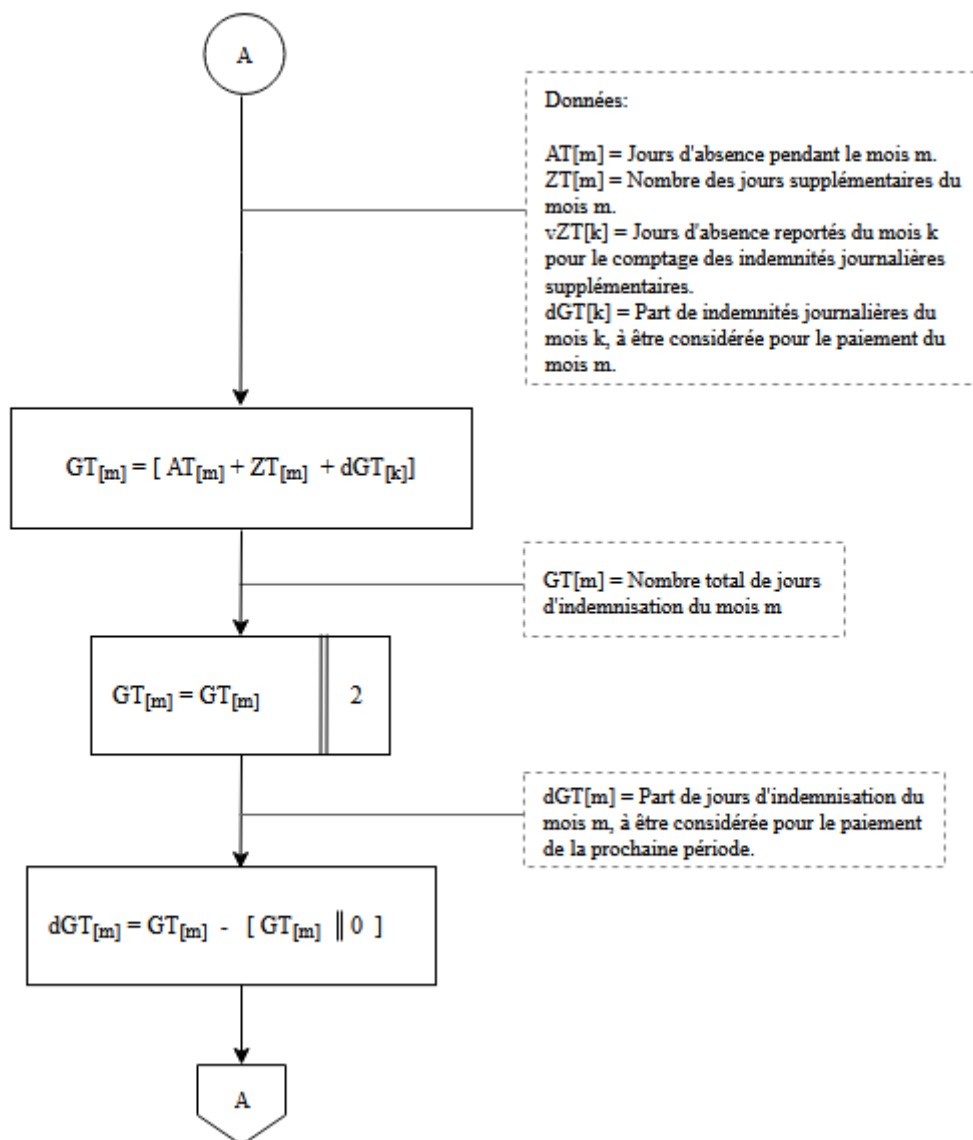 A
Données:
AT[m] = Jours d'absence pendant le mois m.
ZT[m] = Nombre des jours supplémentaires du
mois m.
vZT[k] = Jours d'absence reportés du mois k
pour le comptage des indemnités journalières
supplémentaires.
dGT[k] = Part de indemnités journalières du
mois k, à être considérée pour le paiement du
mois m.
GT[m] = [ AT[m] + ZT[m] + dGT[k]]
GT[m] = Nombre total de jours
d'indemnisation du mois m
GT[m] = GT[m] || 2
dGT[m] = Part de jours d'indemnisation du
mois m, à être considérée pour le paiement
de la prochaine période.
dGT[m] = GT[m] - [ GT[m] || 0 ]
A